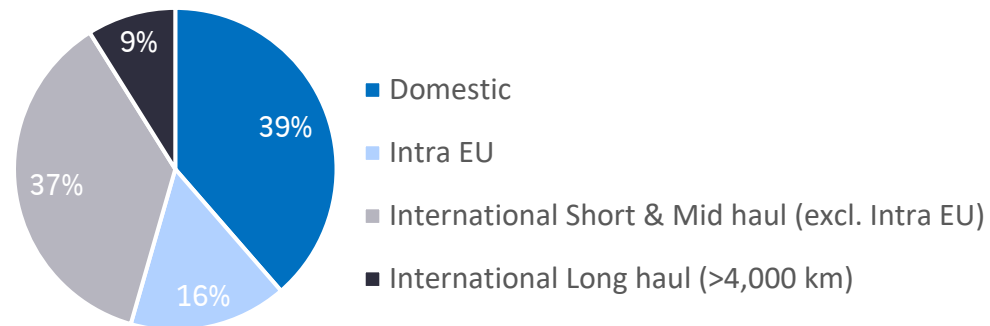 9%
39%
37%
16%
Domestic
Intra EU
International Short & Mid haul (excl. Intra EU)
International Long haul (>4,000 km)